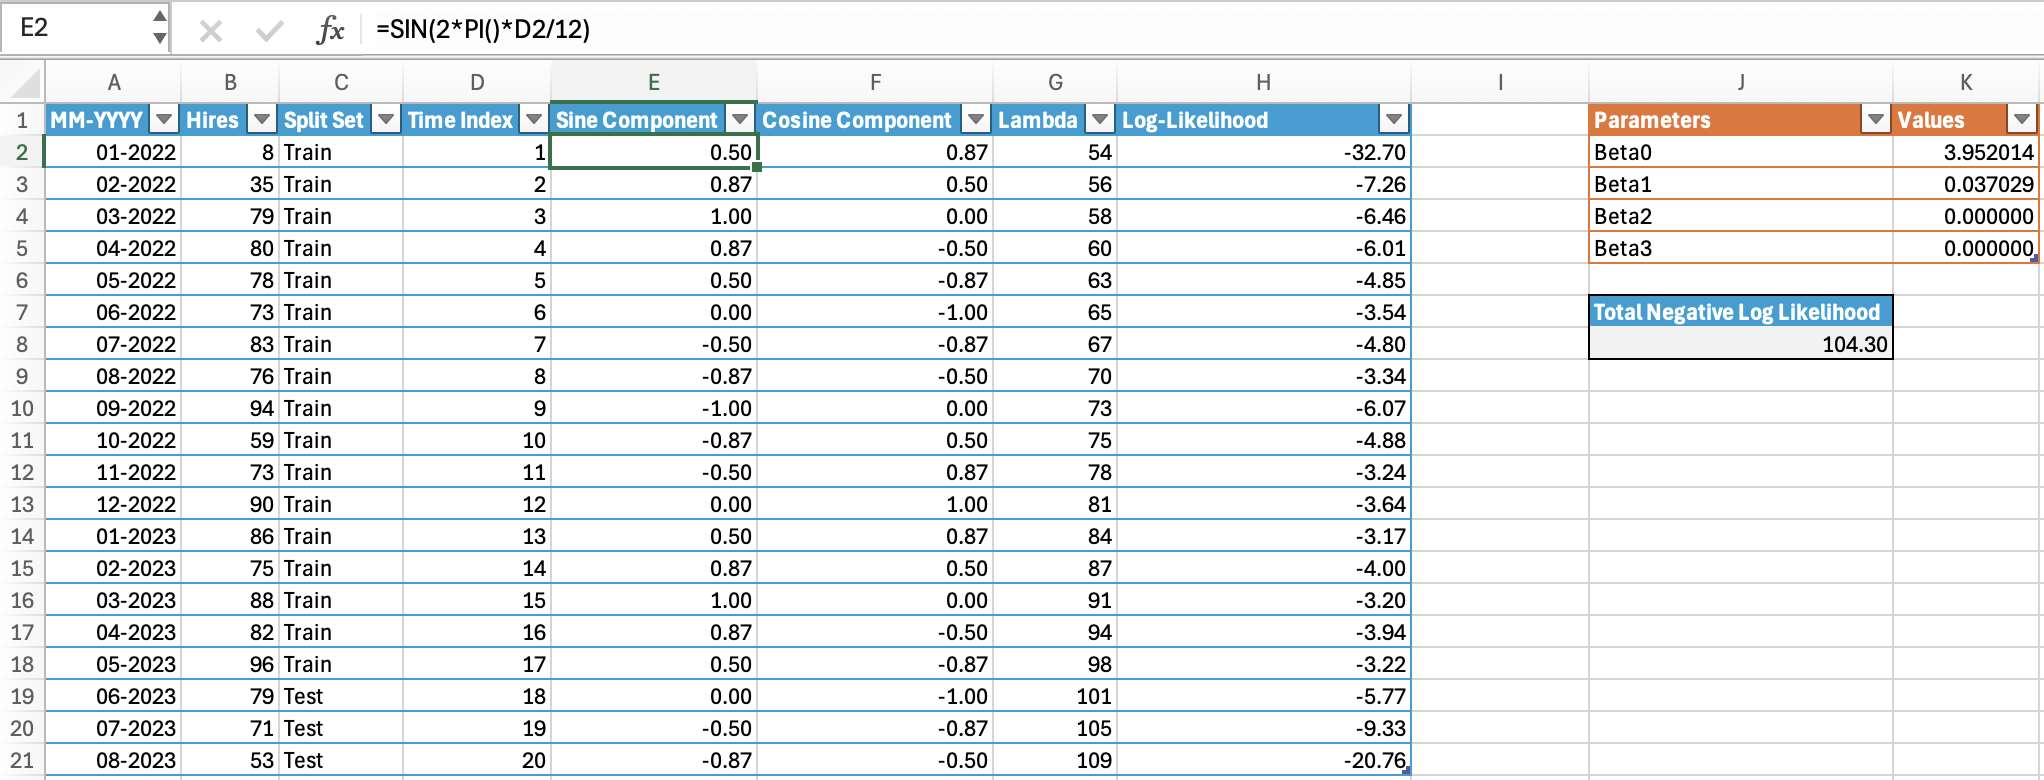 E2 fx =SIN(2*PI()*D2/12)
A B C D E F G H I J K
1 MM-YYYY Hires Split Set Time Index Sine Component Cosine Component Lambda Log-Likelihood Parameters Values
2 01-2022 8 Train 1 0.50 0.87 54 -32.70 Beta0 3.952014
3 02-2022 35 Train 2 0.87 0.50 56 -7.26 Beta1 0.037029
4 03-2022 79 Train 3 1.00 0.00 58 -6.46 Beta2 0.000000
5 04-2022 80 Train 4 0.87 -0.50 60 -6.01 Beta3 0.000000
6 05-2022 78 Train 5 0.50 -0.87 63 -4.85
7 06-2022 73 Train 6 0.00 -1.00 65 -3.54 Total Negative Log Likelihood
8 07-2022 83 Train 7 -0.50 -0.87 67 -4.80 104.30
9 08-2022 76 Train 8 -0.87 -0.50 70 -3.34
10 09-2022 94 Train 9 -1.00 0.00 73 -6.07
11 10-2022 59 Train 10 -0.87 0.50 75 -4.88
12 11-2022 73 Train 11 -0.50 0.87 78 -3.24
13 12-2022 90 Train 12 0.00 1.00 81 -3.64
14 01-2023 86 Train 13 0.50 0.87 84 -3.17
15 02-2023 75 Train 14 0.87 0.50 87 -4.00
16 03-2023 88 Train 15 1.00 0.00 91 -3.20
17 04-2023 82 Train 16 0.87 -0.50 94 -3.94
18 05-2023 96 Train 17 0.50 -0.87 98 -3.22
19 06-2023 79 Test 18 0.00 -1.00 101 -5.77
20 07-2023 71 Test 19 -0.50 -0.87 105 -9.33
21 08-2023 53 Test 20 -0.87 -0.50 109 -20.76